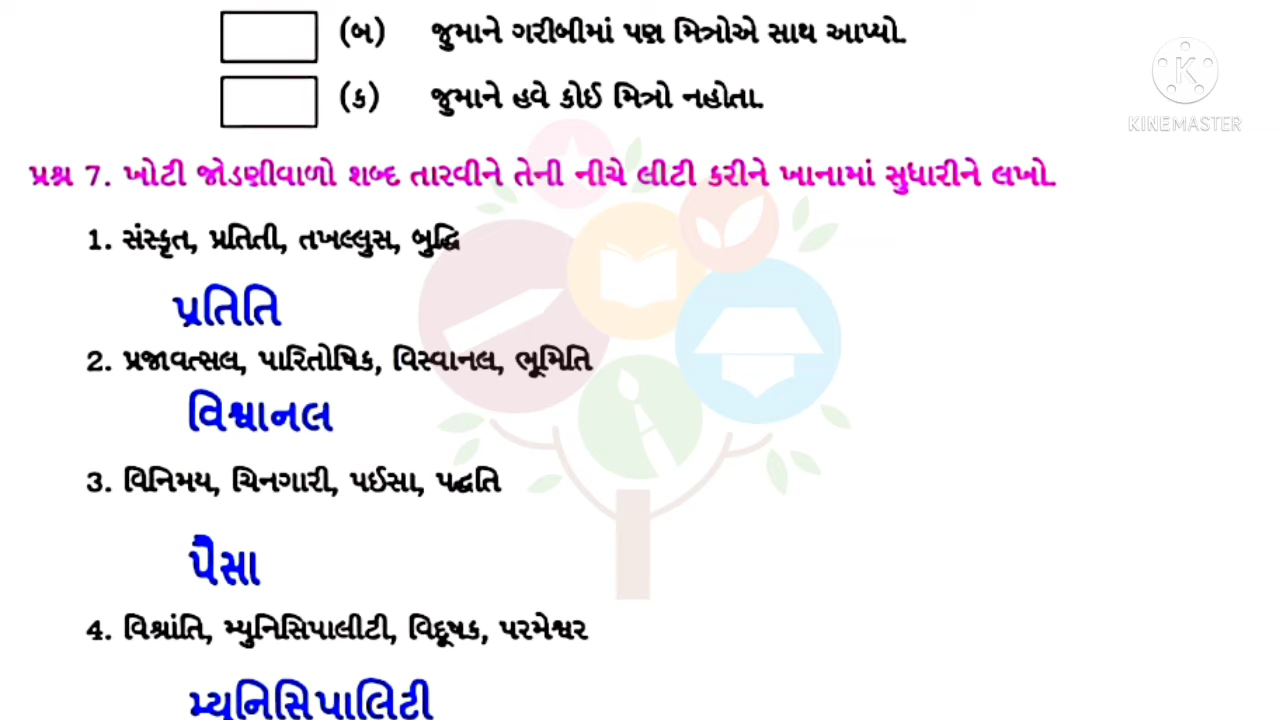 (બ) જુમાને ગરીબીમાં પણ મિત્રોએ સાથ આપ્યો.
(ક) જુમાને હવે કોઈ મિત્રો નહોતા.
KINEMASTER
પ્રશ્ન 7. ખોટી જોડણીવાળો શબ્દ તારવીને તેની નીચે લીટી કરીને ખાનામાં સુધારીને લખો.
1. સંસ્કૃત, પ્રતિતી, તખલ્લુસ, બુદ્ધિ
પ્રતિતિ
2. પ્રજાવત્સલ, પારિતોષિક, વિસ્વાનલ, ભૂમિતિ
વિશ્વાનલ
3. વિનિમય, ચિનગારી, પઈસા, પદ્ધતિ
પૈસા
4. વિશ્રાંતિ, મ્યુનિસિપાલીટી, વિદૂષક, પરમેશ્વર
મ્યુનિસિપાલિટી